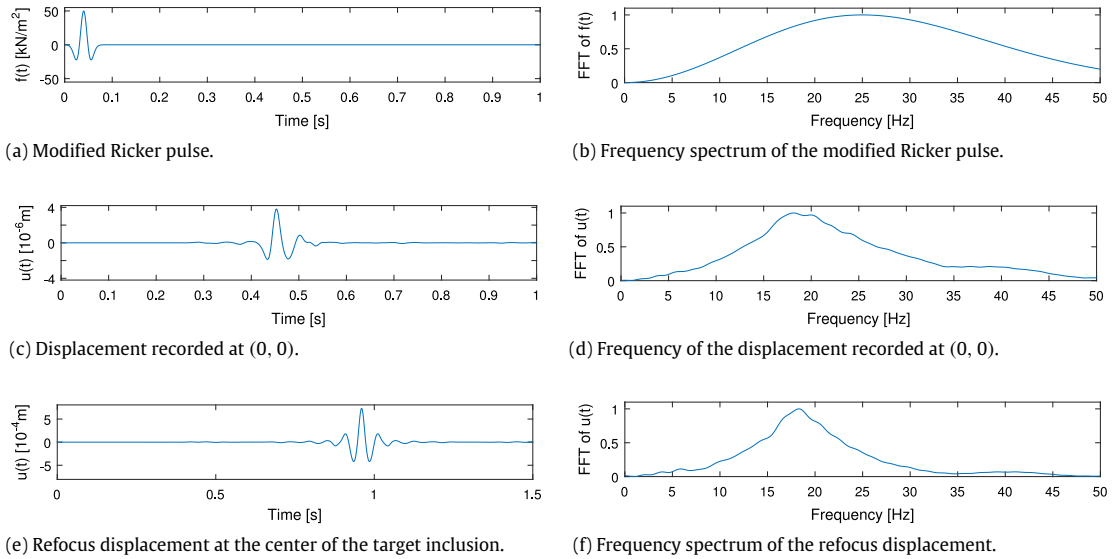 f(t) [kN/m²]
50
0
-50
0 0.1 0.2 0.3 0.4 0.5 0.6 0.7 0.8 0.9 1
Time [s]
(a) Modified Ricker pulse.
FFT of f(t)
1
0.5
0
0 5 10 15 20 25 30 35 40 45 50
Frequency [Hz]
(b) Frequency spectrum of the modified Ricker pulse.
u(t) [10⁻⁶m]
4
0
-4
0 0.1 0.2 0.3 0.4 0.5 0.6 0.7 0.8 0.9 1
Time [s]
(c) Displacement recorded at (0, 0).
FFT of u(t)
1
0.5
0
0 5 10 15 20 25 30 35 40 45 50
Frequency [Hz]
(d) Frequency of the displacement recorded at (0, 0).
u(t) [10⁻⁴m]
5
0
-5
0 0.5 1 1.5
Time [s]
(e) Refocus displacement at the center of the target inclusion.
FFT of u(t)
1
0.5
0
0 5 10 15 20 25 30 35 40 45 50
Frequency [Hz]
(f) Frequency spectrum of the refocus displacement.